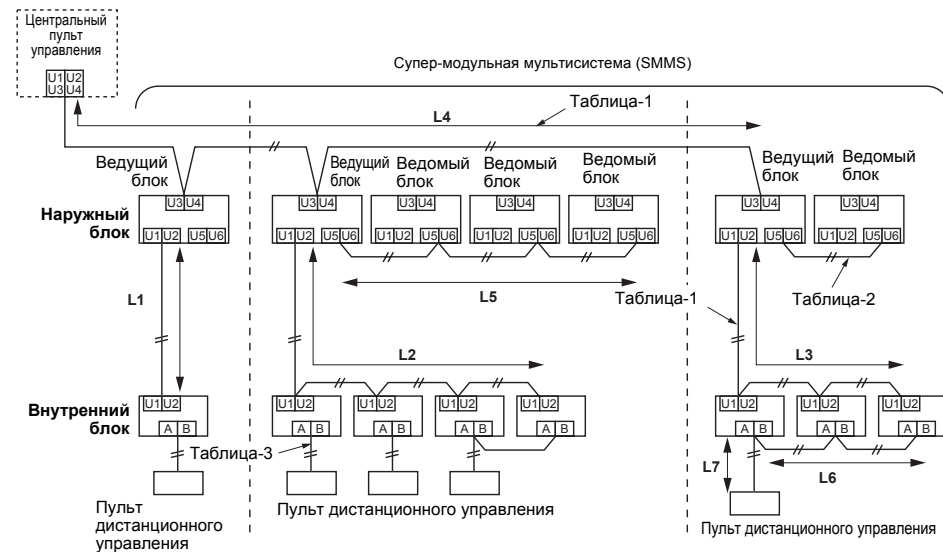 Центральный
пульт
управления
U1 U2
U3 U4
Супер-модульная мультисистема (SMMS)
Таблица-1
L4
Ведущий
блок
Ведущий
блок
Ведомый
блок
Ведомый
блок
Ведомый
блок
Ведущий
блок
Ведомый
блок
Наружный
блок
U3 U4
U3 U4
U3 U4
U3 U4
U3 U4
U3 U4
U3 U4
U1 U2 U5 U6
U1 U2 U5 U6
U1 U2 U5 U6
U1 U2 U5 U6
U1 U2 U5 U6
U1 U2 U5 U6
U1 U2 U5 U6
L1
L5
Таблица-1
Таблица-2
L2
L3
Внутренний
блок
U1 U2
U1 U2
U1 U2
U1 U2
U1 U2
U1 U2
U1 U2
U1 U2
A B
A B
A B
A B
A B
A B
A B
A B
Таблица-3
L7
L6
Пульт
дистанционного
управления
Пульт дистанционного управления
Пульт дистанционного управления